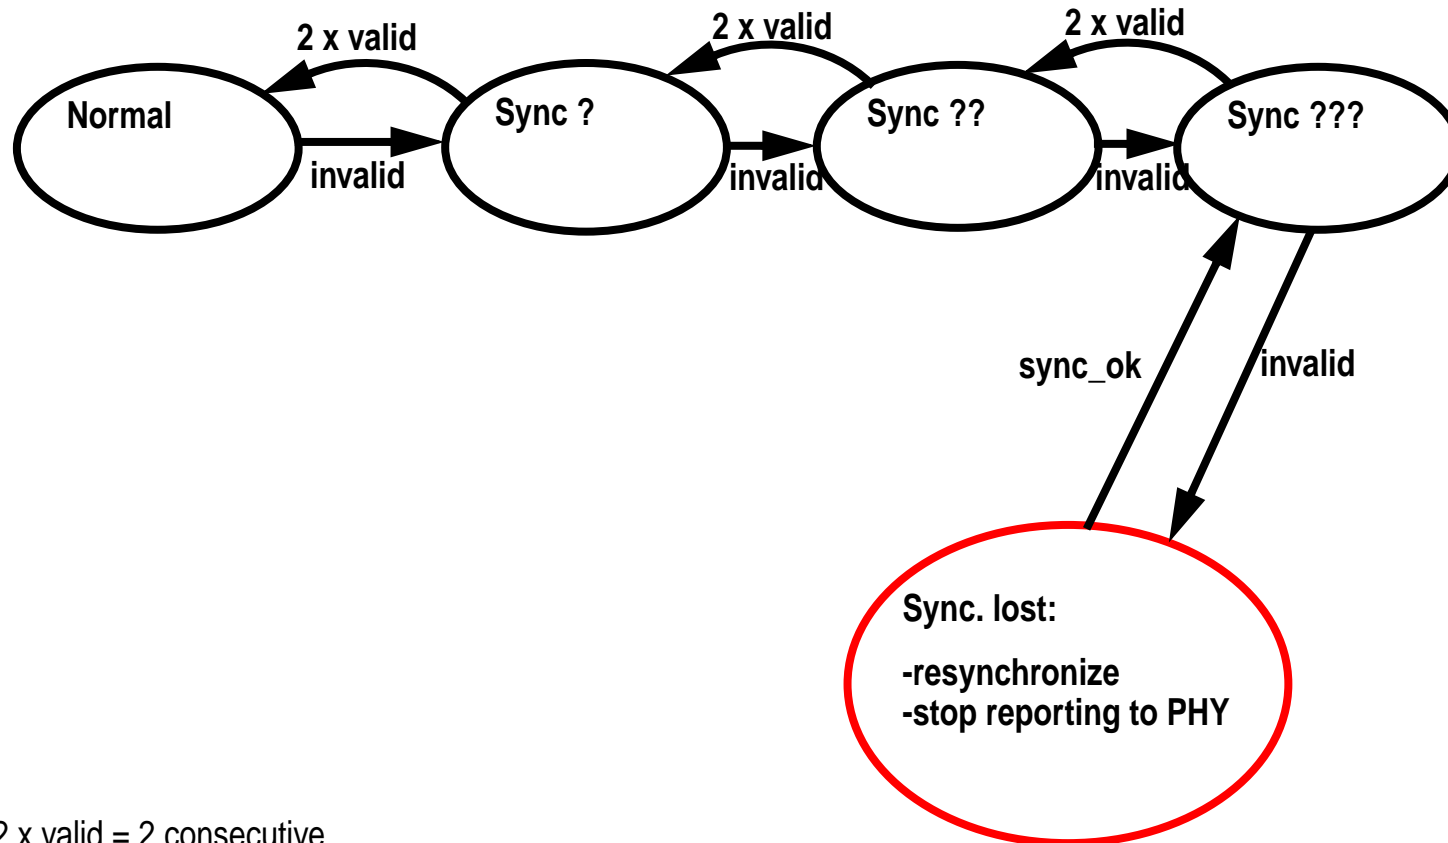 2 x valid
2 x valid
2 x valid
Normal
Sync ?
Sync ??
Sync ???
invalid
invalid
invalid
sync_ok
invalid
Sync. lost:
-resynchronize
-stop reporting to PHY
2 x valid = 2 consecutive